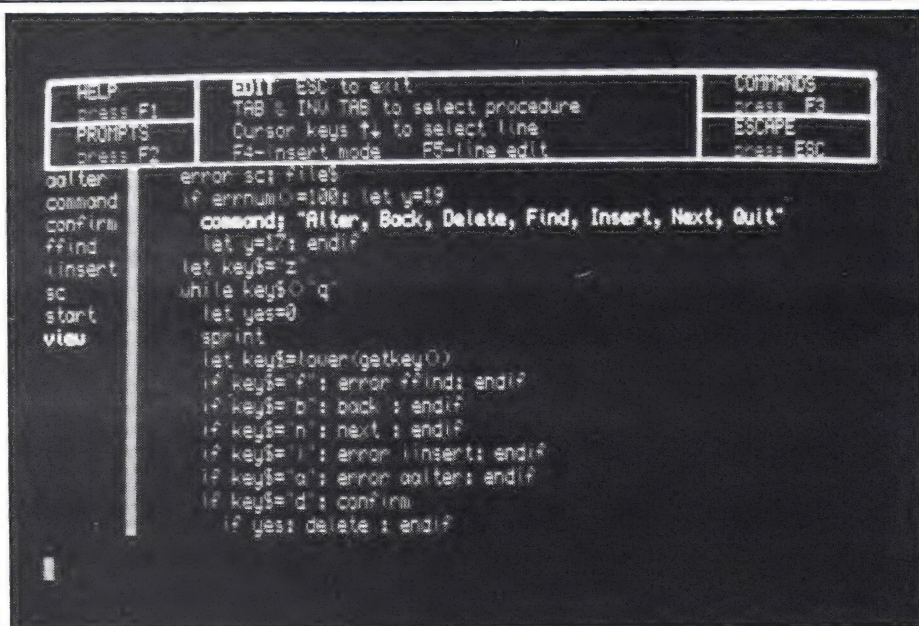 HELP
press F1
PROMPTS
press F2
EDIT ESC to exit
TAB & INV TAB to select procedure
Cursor keys ↑↓ to select line
F4-insert mode F5-line edit
COMMANDS
press F3
ESCAPE
press ESC
aalter
command
confirm
ffind
iinsert
sc
start
view
error sc; file$
if errnum()=100: let y=19
command; "Alter, Back, Delete, Find, Insert, Next, Quit"
let y=17: endif
let key$="z"
while key$<>"q"
let yes=0
sprint
let key$=lower(getkey())
if key$="f": error ffind: endif
if key$="b": back : endif
if key$="n": next : endif
if key$="i": error iinsert: endif
if key$="a": error aalter: endif
if key$="d": confirm
if yes: delete : endif